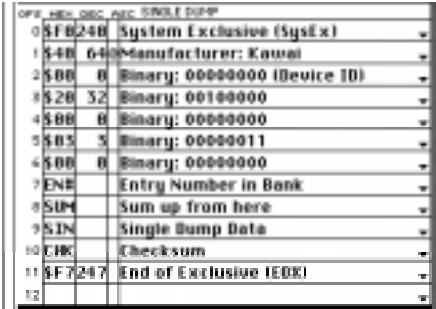 OFS HEX DEC ASC SINGLE DUMP
0 $F0 240 System Exclusive (SysEx)
1 $40 64 @ Manufacturer: Kawai
2 $00 0 Binary: 00000000 (Device ID)
3 $20 32 Binary: 00100000
4 $00 0 Binary: 00000000
5 $03 3 Binary: 00000011
6 $00 0 Binary: 00000000
7 EN# Entry Number in Bank
8 SUM Sum up from here
9 SIN Single Dump Data
10 CHK Checksum
11 $F7 247 End of Exclusive (EOX)
12